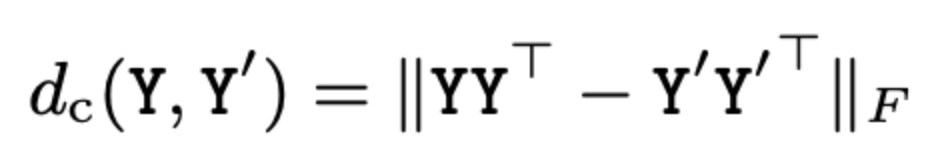 d_c(Y, Y′) = ‖YY^⊤ − Y′Y′^⊤‖_F